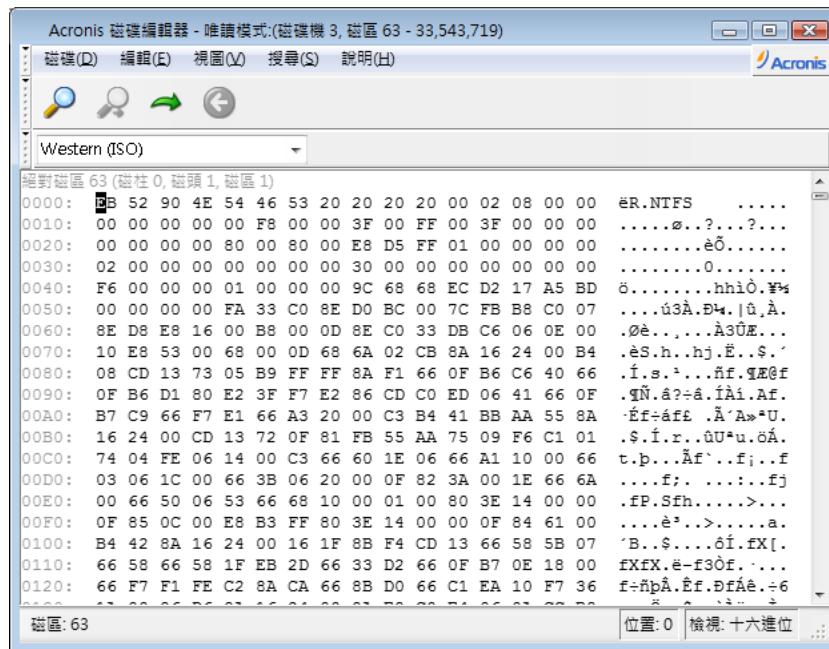 Acronis 磁碟編輯器 - 唯讀模式:(磁碟機 3, 磁區 63 - 33,543,719)
磁碟(D) 編輯(E) 視圖(V) 搜尋(S) 說明(H)
Acronis
Western (ISO)
絕對磁區 63 (磁柱 0, 磁頭 1, 磁區 1)
0000: EB 52 90 4E 54 46 53 20 20 20 20 00 02 08 00 00 ëR.NTFS .....
0010: 00 00 00 00 00 F8 00 00 3F 00 FF 00 3F 00 00 00 .....ø..?...?...
0020: 00 00 00 00 80 00 80 00 E8 D5 FF 01 00 00 00 00 ........èÕ......
0030: 02 00 00 00 00 00 00 00 30 00 00 00 00 00 00 00 ........0.......
0040: F6 00 00 00 01 00 00 00 9C 68 68 EC D2 17 A5 BD ö........hhìÒ.¥½
0050: 00 00 00 00 FA 33 C0 8E D0 BC 00 7C FB B8 C0 07 ....ú3À.Ð¼.|û¸À.
0060: 8E D8 E8 16 00 B8 00 0D 8E C0 33 DB C6 06 0E 00 .Øè..¸...À3ÛÆ...
0070: 10 E8 53 00 68 00 0D 68 6A 02 CB 8A 16 24 00 B4 .èS.h..hj.Ë..$.´
0080: 08 CD 13 73 05 B9 FF FF 8A F1 66 0F B6 C6 40 66 .Í.s.¹...ñf.¶Æ@f
0090: 0F B6 D1 80 E2 3F F7 E2 86 CD C0 ED 06 41 66 0F .¶Ñ.â?÷â.ÍÀí.Af.
00A0: B7 C9 66 F7 E1 66 A3 20 00 C3 B4 41 BB AA 55 8A ·Éf÷áf£ .Ã´A»ªU.
00B0: 16 24 00 CD 13 72 0F 81 FB 55 AA 75 09 F6 C1 01 .$.Í.r..ûUªu.öÁ.
00C0: 74 04 FE 06 14 00 C3 66 60 1E 06 66 A1 10 00 66 t.þ...Ãf`..f¡..f
00D0: 03 06 1C 00 66 3B 06 20 00 0F 82 3A 00 1E 66 6A ....f;. ...:..fj
00E0: 00 66 50 06 53 66 68 10 00 01 00 80 3E 14 00 00 .fP.Sfh.....>...
00F0: 0F 85 0C 00 E8 B3 FF 80 3E 14 00 00 0F 84 61 00 ....è³..>.....a.
0100: B4 42 8A 16 24 00 16 1F 8B F4 CD 13 66 58 5B 07 ´B..$....ôÍ.fX[.
0110: 66 58 66 58 1F EB 2D 66 33 D2 66 0F B7 0E 18 00 fXfX.ë-f3Òf.·...
0120: 66 F7 F1 FE C2 8A CA 66 8B D0 66 C1 EA 10 F7 36 f÷ñþÂ.Êf.ÐfÁê.÷6
磁區: 63 位置: 0 檢視: 十六進位